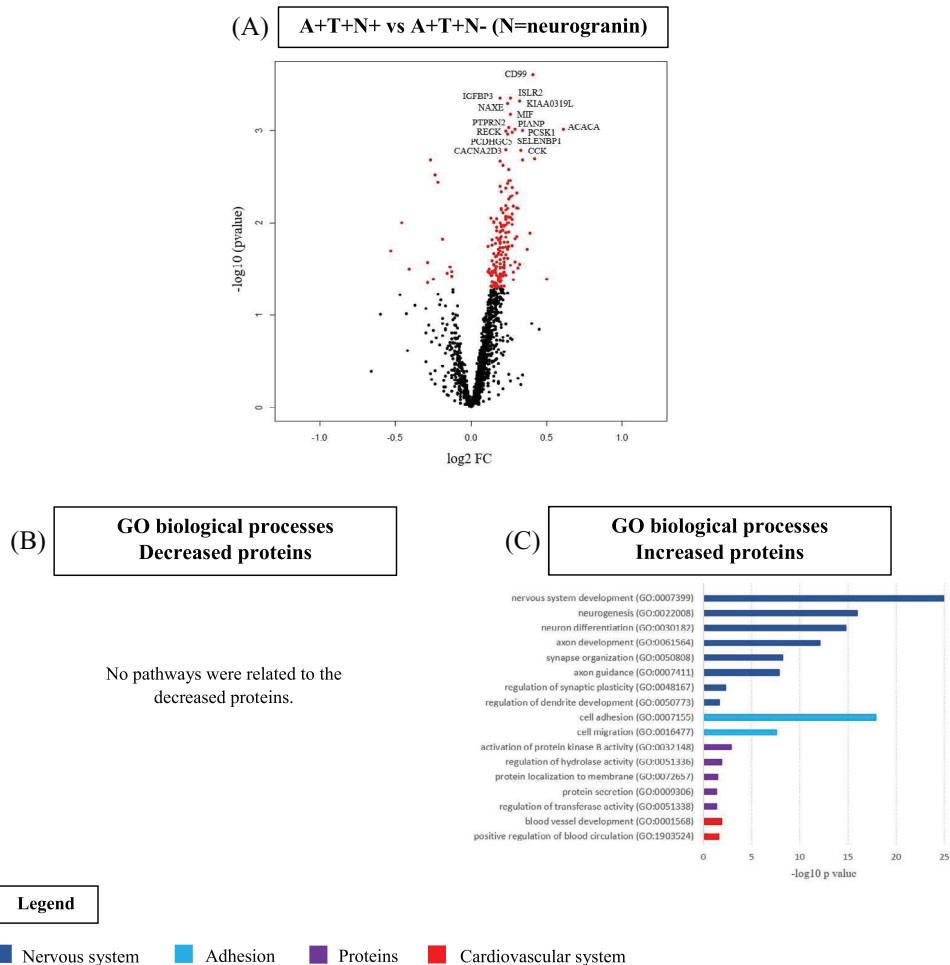 (A)
A+T+N+ vs A+T+N- (N=neurogranin)
CD99
IGFBP3
ISLR2
KIAA0319L
NAXE
MIF
PTPRN2
PIANP
ACACA
RECK
PCSK1
PCDHGC5
SELENBP1
CACNA2D3
CCK
-log10 (pvalue)
3
2
1
0
-1.0 -0.5 0.0 0.5 1.0
log2 FC
(B)
GO biological processes
Decreased proteins
No pathways were related to the
decreased proteins.
(C)
GO biological processes
Increased proteins
nervous system development (GO:0007399)
neurogenesis (GO:0022008)
neuron differentiation (GO:0030182)
axon development (GO:0061564)
synapse organization (GO:0050808)
axon guidance (GO:0007411)
regulation of synaptic plasticity (GO:0048167)
regulation of dendrite development (GO:0050773)
cell adhesion (GO:0007155)
cell migration (GO:0016477)
activation of protein kinase B activity (GO:0032148)
regulation of hydrolase activity (GO:0051336)
protein localization to membrane (GO:0072657)
protein secretion (GO:0009306)
regulation of transferase activity (GO:0051338)
blood vessel development (GO:0001568)
positive regulation of blood circulation (GO:1903524)
0 5 10 15 20 25
-log10 p value
Legend
Nervous system
Adhesion
Proteins
Cardiovascular system